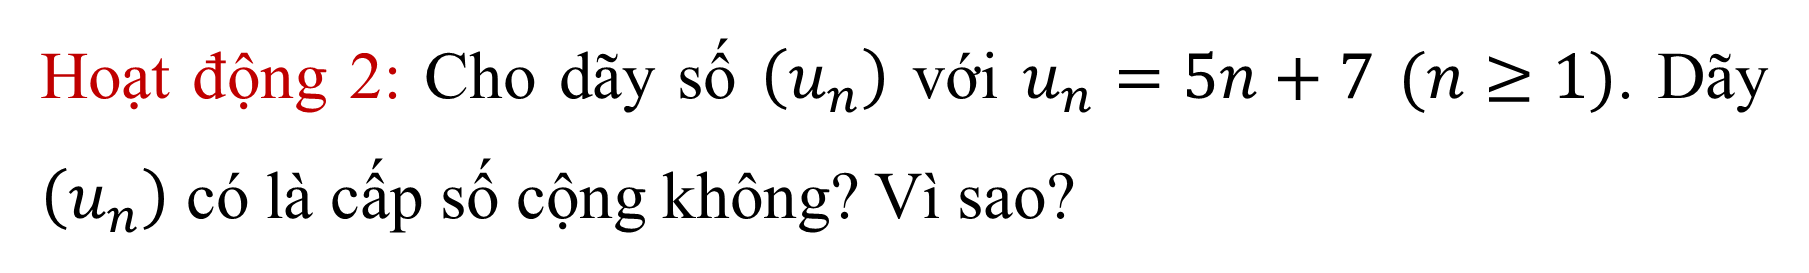 Hoạt động 2: Cho dãy số (uₙ) với uₙ = 5n + 7 (n ≥ 1). Dãy
(uₙ) có là cấp số cộng không? Vì sao?